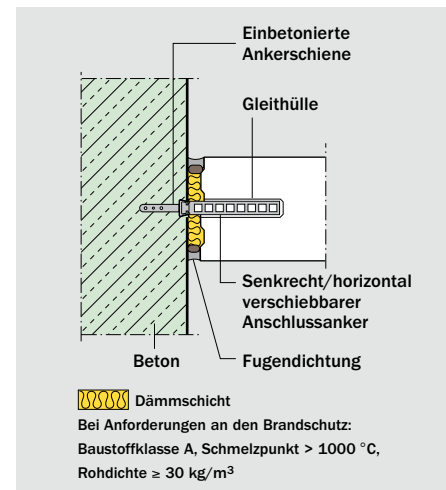 Einbetonierte
Ankerschiene
Gleithülle
Senkrecht/horizontal
verschiebbarer
Anschlussanker
Beton
Fugendichtung
Dämmschicht
Bei Anforderungen an den Brandschutz:
Baustoffklasse A, Schmelzpunkt > 1000 °C,
Rohdichte ≥ 30 kg/m³